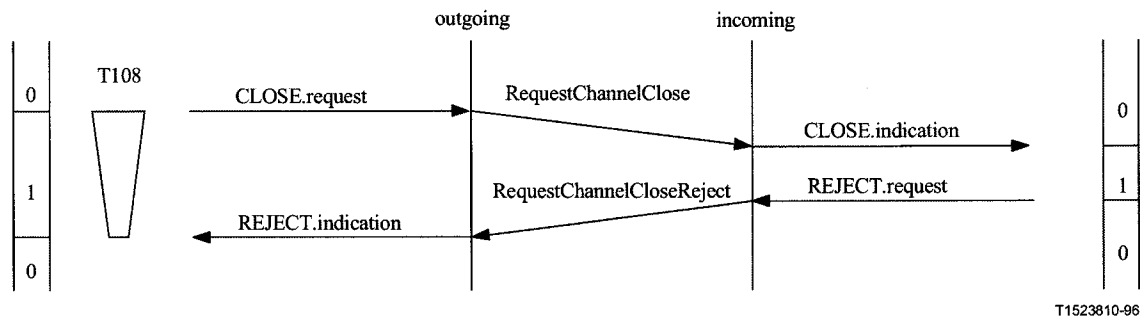 outgoing incoming
T108
0 CLOSE.request RequestChannelClose 0
CLOSE.indication
1 RequestChannelCloseReject REJECT.request 1
REJECT.indication
0 0
T1523810-96